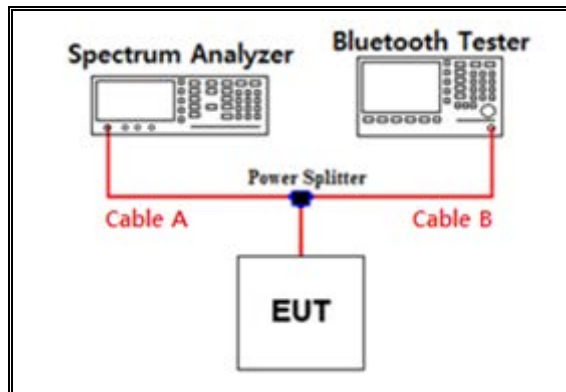 Spectrum Analyzer
Bluetooth Tester
Power Splitter
Cable A
Cable B
EUT